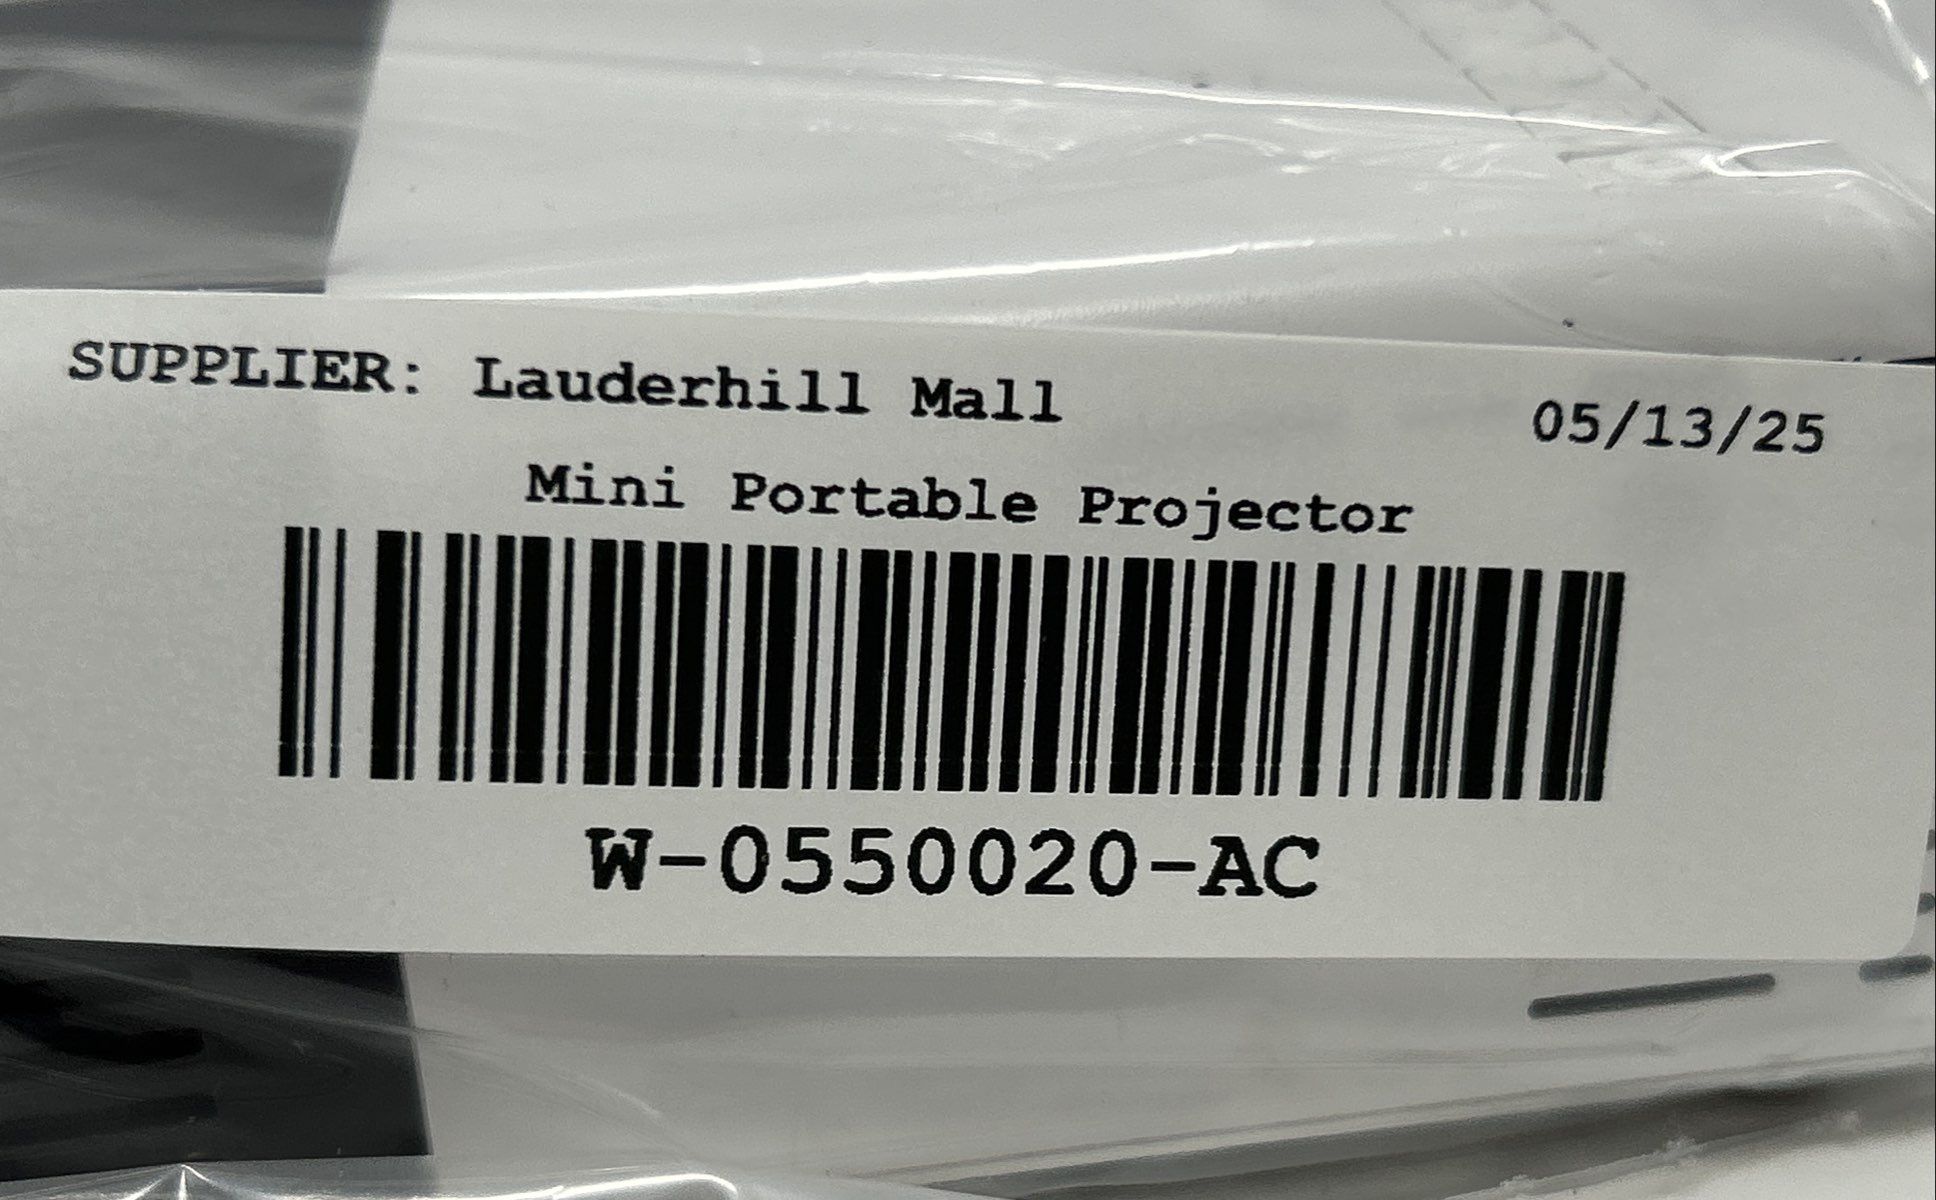 SUPPLIER: Lauderhill Mall
05/13/25
Mini Portable Projector
W-0550020-AC